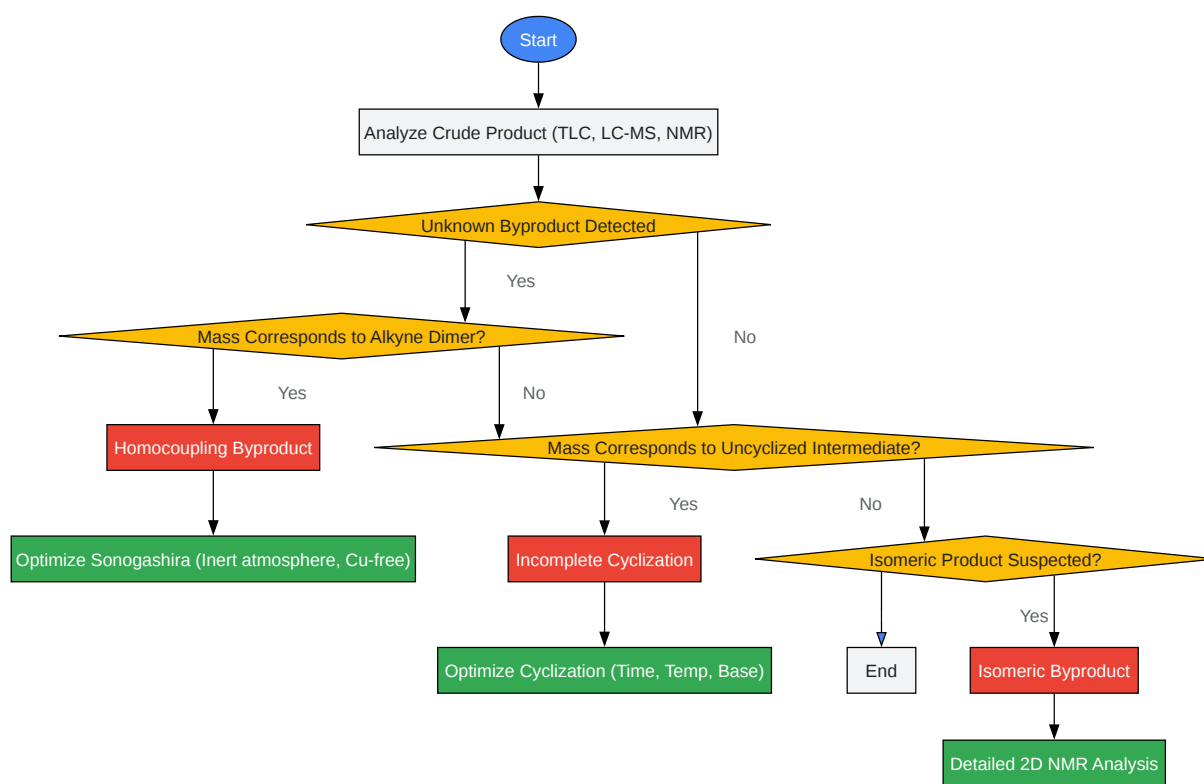 Start
Analyze Crude Product (TLC, LC-MS, NMR)
Unknown Byproduct Detected
Yes
No
Mass Corresponds to Alkyne Dimer?
Yes
No
Homocoupling Byproduct
Mass Corresponds to Uncyclized Intermediate?
Yes
No
Optimize Sonogashira (Inert atmosphere, Cu-free)
Incomplete Cyclization
Isomeric Product Suspected?
Yes
Optimize Cyclization (Time, Temp, Base)
End
Isomeric Byproduct
Detailed 2D NMR Analysis